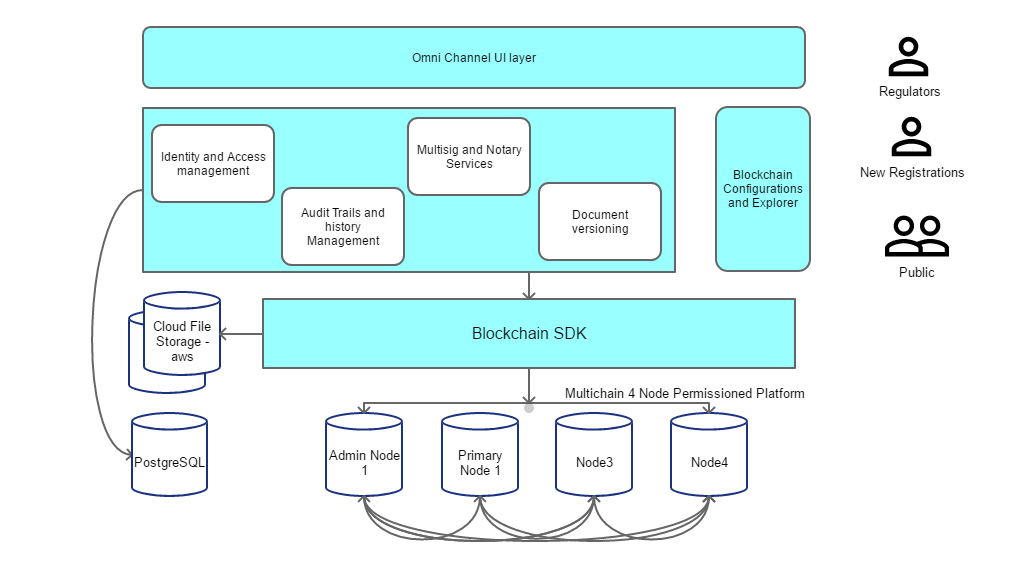 Omni Channel UI layer
Regulators
New Registrations
Public
Identity and Access
management
Multisig and Notary
Services
Audit Trails and
history
Management
Document
versioning
Blockchain
Configurations
and Explorer
Cloud File
Storage -
aws
Blockchain SDK
Multichain 4 Node Permissioned Platform
PostgreSQL
Admin Node
1
Primary
Node 1
Node3
Node4